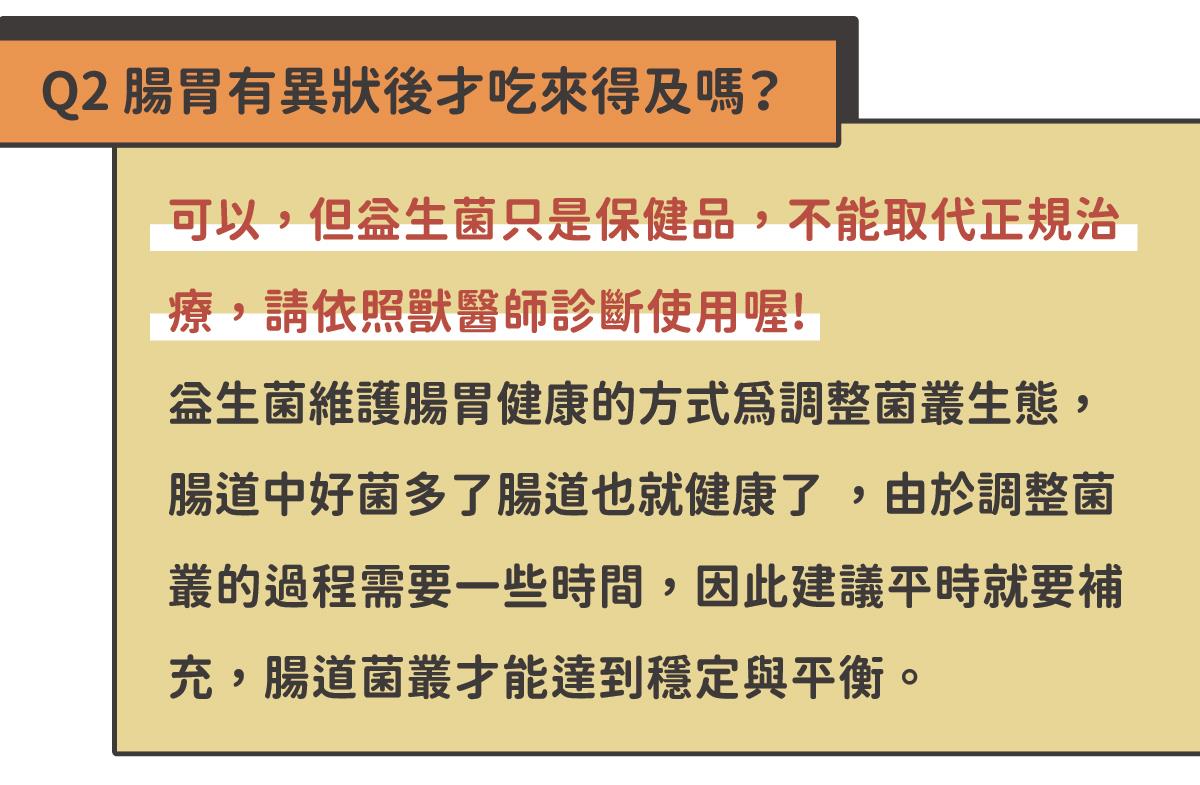 Q2 腸胃有異狀後才吃來得及嗎?
可以，但益生菌只是保健品，不能取代正規治
療，請依照獸醫師診斷使用喔!
益生菌維護腸胃健康的方式為調整菌叢生態，
腸道中好菌多了腸道也就健康了 ，由於調整菌
叢的過程需要一些時間，因此建議平時就要補
充，腸道菌叢才能達到穩定與平衡。